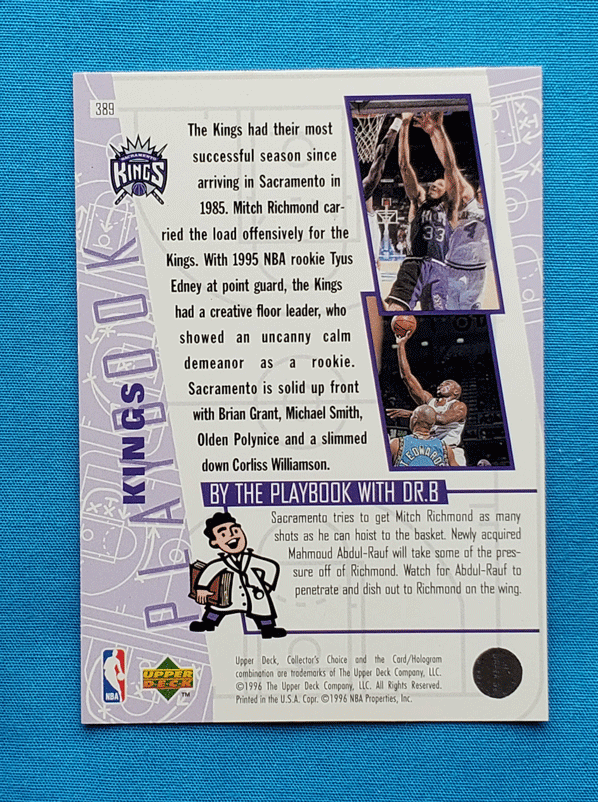 389
SACRAMENTO
KINGS
The Kings had their most
successful season since
arriving in Sacramento in
1985. Mitch Richmond car-
ried the load offensively for the
Kings. With 1995 NBA rookie Tyus
Edney at point guard, the Kings
had a creative floor leader, who
showed an uncanny calm
demeanor as a rookie.
Sacramento is solid up front
with Brian Grant, Michael Smith,
Olden Polynice and a slimmed
down Corliss Williamson.
33
4
EDWARDS
KINGS
PLAYBOOK
BY THE PLAYBOOK WITH DR.B
Sacramento tries to get Mitch Richmond as many
shots as he can hoist to the basket. Newly acquired
Mahmoud Abdul-Rauf will take some of the pres-
sure off of Richmond. Watch for Abdul-Rauf to
penetrate and dish out to Richmond on the wing.
NBA
UPPER
DECK
TM
Upper Deck, Collector's Choice and the Card/Hologram
combination are trademarks of The Upper Deck Company, LLC.
©1996 The Upper Deck Company, LLC. All Rights Reserved.
Printed in the U.S.A. Copr. ©1996 NBA Properties, Inc.